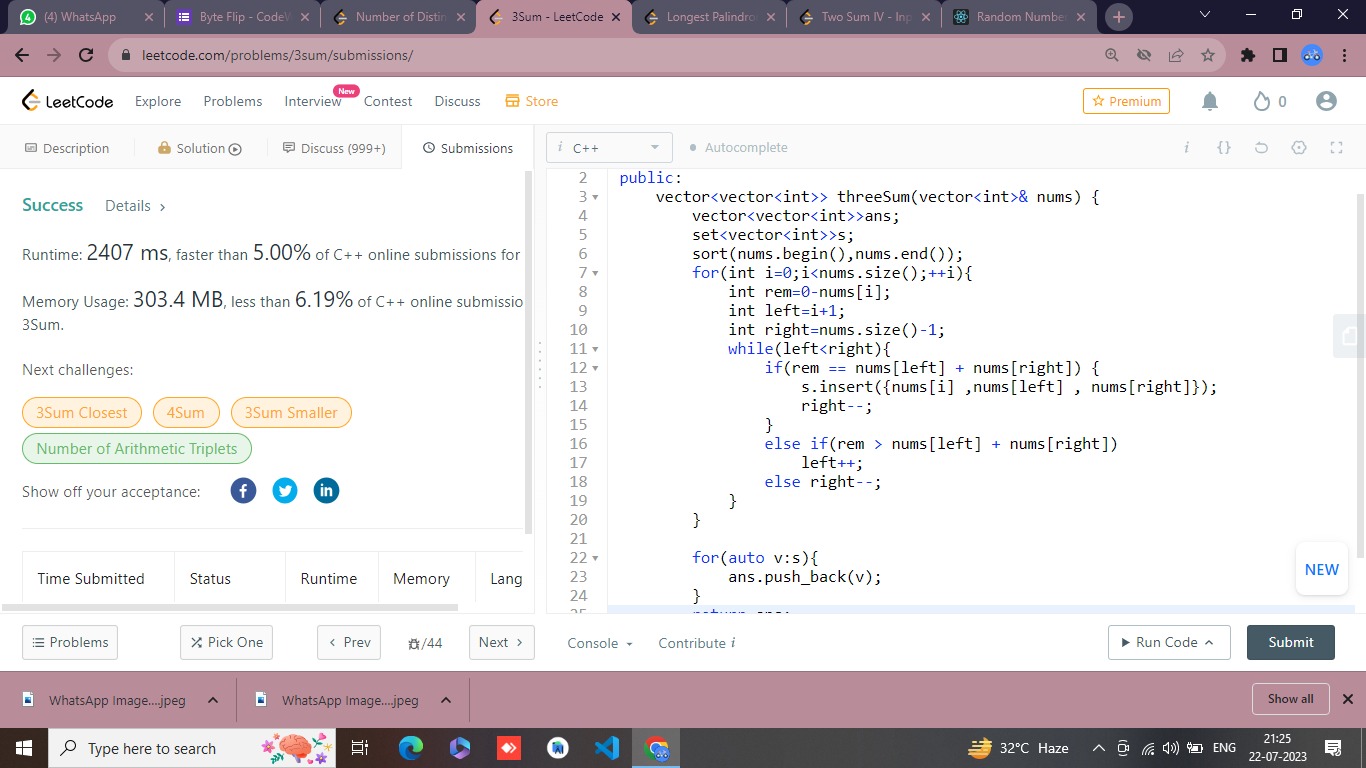 (4) WhatsApp
Byte Flip - CodeV
Number of Distin
3Sum - LeetCode
Longest Palindro
Two Sum IV - Inp
Random Number
leetcode.com/problems/3sum/submissions/
LeetCode Explore Problems Interview New Contest Discuss Store
Premium 0
Description Solution Discuss (999+) Submissions
Success Details >
Runtime: 2407 ms, faster than 5.00% of C++ online submissions for
Memory Usage: 303.4 MB, less than 6.19% of C++ online submissio
3Sum.
Next challenges:
3Sum Closest 4Sum 3Sum Smaller
Number of Arithmetic Triplets
Show off your acceptance:
Time Submitted Status Runtime Memory Lang
i C++ Autocomplete i {}
2 public:
3 vector<vector<int>> threeSum(vector<int>& nums) {
4 vector<vector<int>>ans;
5 set<vector<int>>s;
6 sort(nums.begin(),nums.end());
7 for(int i=0;i<nums.size();++i){
8 int rem=0-nums[i];
9 int left=i+1;
10 int right=nums.size()-1;
11 while(left<right){
12 if(rem == nums[left] + nums[right]) {
13 s.insert({nums[i] ,nums[left] , nums[right]});
14 right--;
15 }
16 else if(rem > nums[left] + nums[right])
17 left++;
18 else right--;
19 }
20 }
21
22 for(auto v:s){
23 ans.push_back(v);
24 }
NEW
Problems Pick One < Prev /44 Next > Console Contribute i Run Code Submit
WhatsApp Image....jpeg
WhatsApp Image....jpeg
Show all
Type here to search
32°C Haze
ENG
21:25
22-07-2023